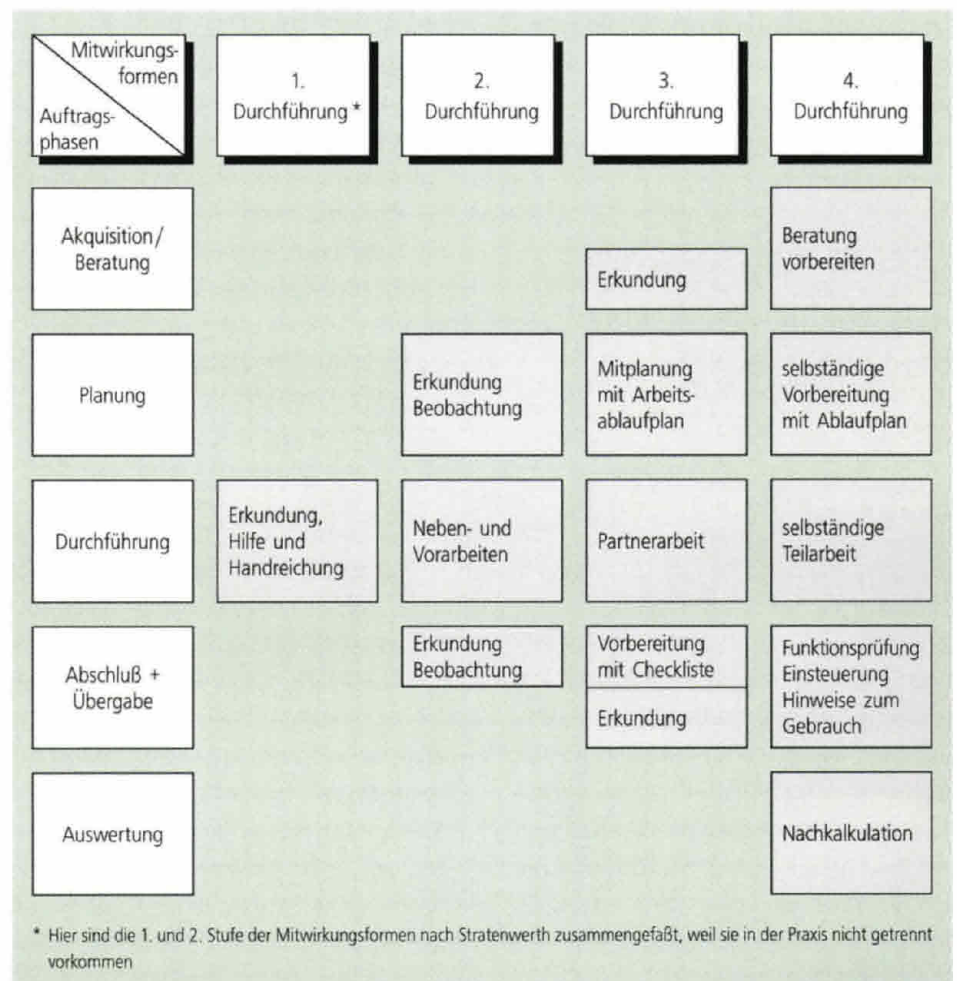 Mitwirkungs-
formen
Auftrags-
phasen
1.
Durchführung *
2.
Durchführung
3.
Durchführung
4.
Durchführung
Akquisition/
Beratung
Erkundung
Beratung
vorbereiten
Planung
Erkundung
Beobachtung
Mitplanung
mit Arbeits-
ablaufplan
selbständige
Vorbereitung
mit Ablaufplan
Durchführung
Erkundung,
Hilfe und
Handreichung
Neben- und
Vorarbeiten
Partnerarbeit
selbständige
Teilarbeit
Abschluß +
Übergabe
Erkundung
Beobachtung
Vorbereitung
mit Checkliste
Erkundung
Funktionsprüfung
Einsteuerung
Hinweise zum
Gebrauch
Auswertung
Nachkalkulation
* Hier sind die 1. und 2. Stufe der Mitwirkungsformen nach Stratenwerth zusammengefaßt, weil sie in der Praxis nicht getrennt
vorkommen